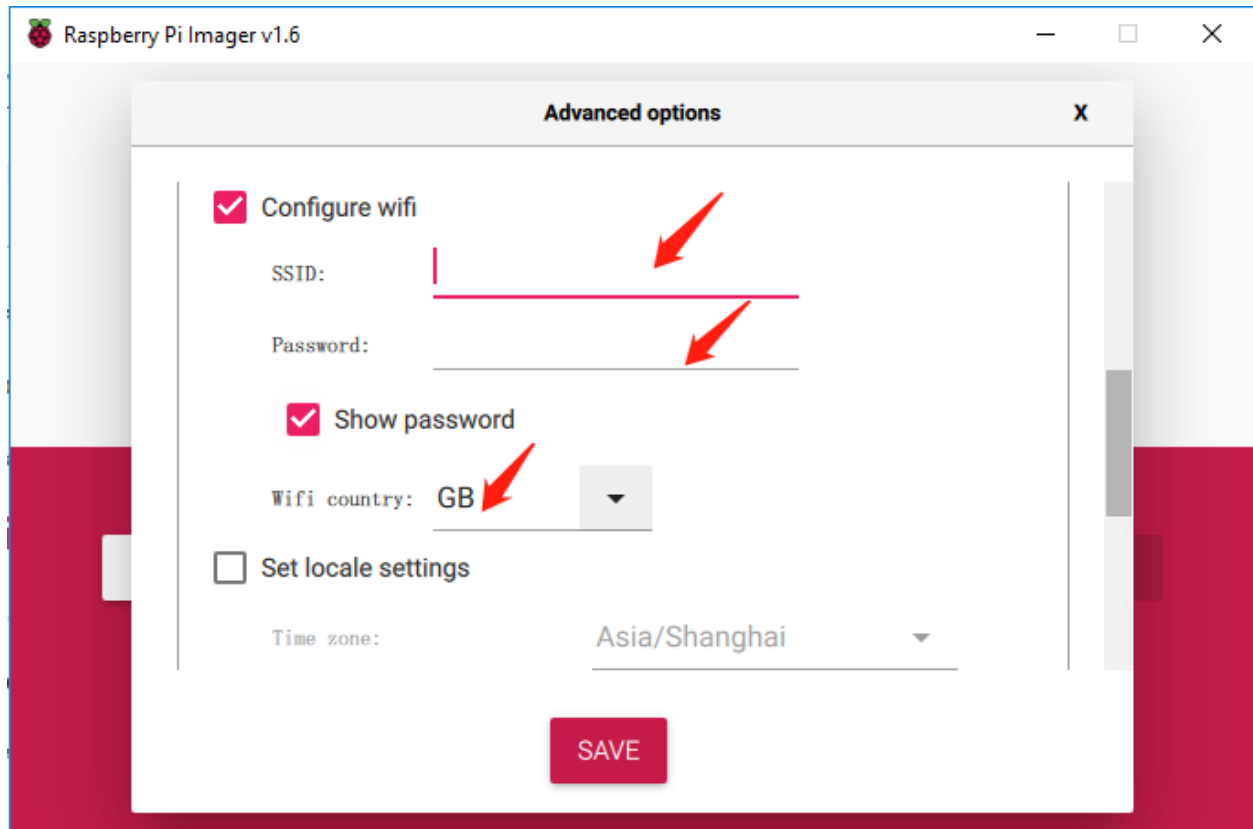 Raspberry Pi Imager v1.6
Advanced options X
Configure wifi
SSID:
Password:
Show password
Wifi country: GB
Set locale settings
Time zone: Asia/Shanghai
SAVE